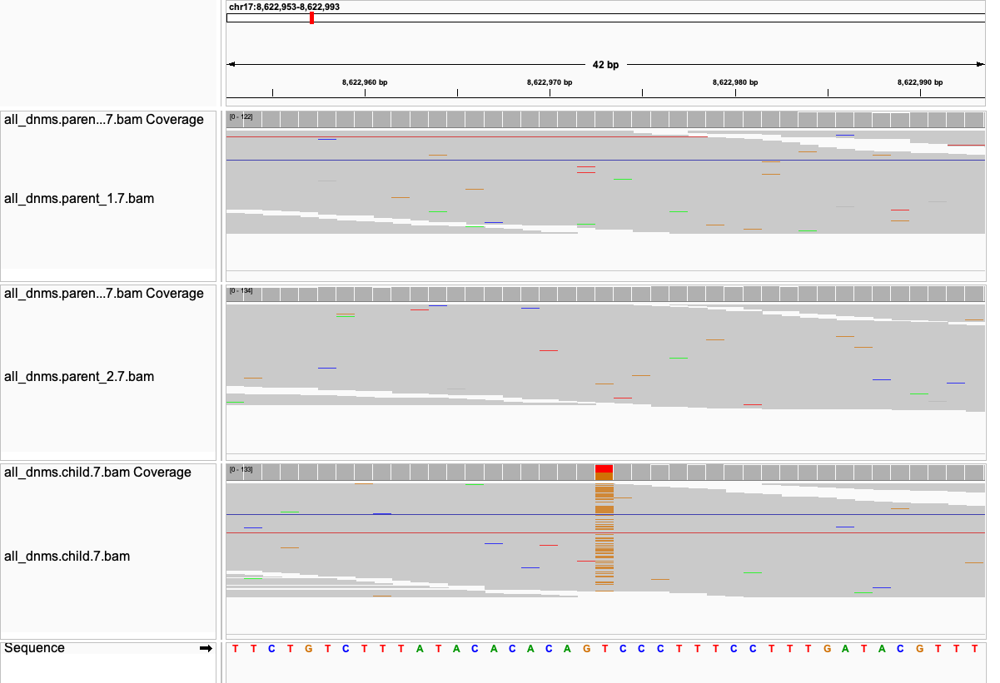 chr17:8,622,953-8,622,993
42 bp
8,622,960 bp 8,622,970 bp 8,622,980 bp 8,622,990 bp
all_dnms.paren...7.bam Coverage
[0 - 122]
all_dnms.parent_1.7.bam
all_dnms.paren...7.bam Coverage
[0 - 134]
all_dnms.parent_2.7.bam
all_dnms.child.7.bam Coverage
[0 - 133]
all_dnms.child.7.bam
Sequence T T C T G T C T T T A T A C A C A C A G T C C C T T T C C T T T G A T A C G T T T